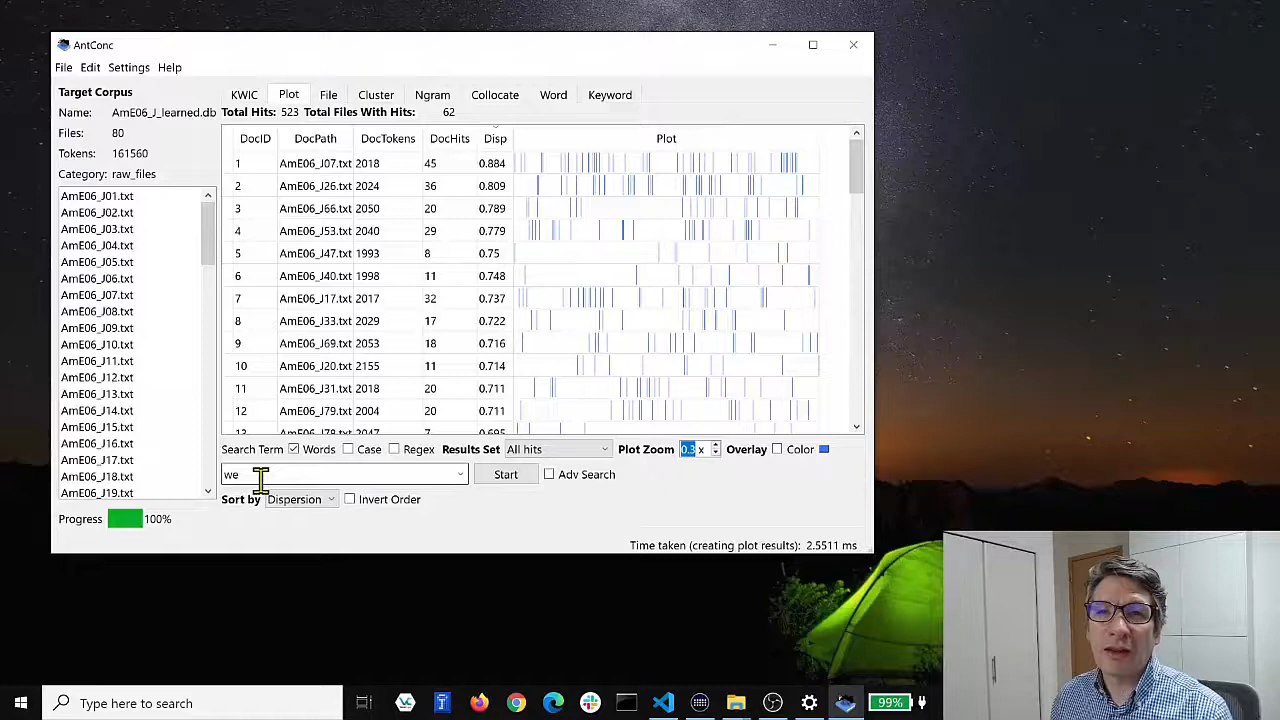 AntConc
File Edit Settings Help
Target Corpus
Name: AmE06_J_learned.db
Files: 80
Tokens: 161560
Category: raw_files
AmE06_J01.txt
AmE06_J02.txt
AmE06_J03.txt
AmE06_J04.txt
AmE06_J05.txt
AmE06_J06.txt
AmE06_J07.txt
AmE06_J08.txt
AmE06_J09.txt
AmE06_J10.txt
AmE06_J11.txt
AmE06_J12.txt
AmE06_J13.txt
AmE06_J14.txt
AmE06_J15.txt
AmE06_J16.txt
AmE06_J17.txt
AmE06_J18.txt
AmE06_J19.txt
Progress 100%
KWIC Plot File Cluster Ngram Collocate Word Keyword
Total Hits: 523 Total Files With Hits: 62
DocID DocPath DocTokens DocHits Disp Plot
1 AmE06_J07.txt 2018 45 0.884
2 AmE06_J26.txt 2024 36 0.809
3 AmE06_J66.txt 2050 20 0.789
4 AmE06_J53.txt 2040 29 0.779
5 AmE06_J47.txt 1993 8 0.75
6 AmE06_J40.txt 1998 11 0.748
7 AmE06_J17.txt 2017 32 0.737
8 AmE06_J33.txt 2029 17 0.722
9 AmE06_J69.txt 2053 18 0.716
10 AmE06_J20.txt 2155 11 0.714
11 AmE06_J31.txt 2018 20 0.711
12 AmE06_J79.txt 2004 20 0.711
13 AmE06_J78.txt 2047 7 0.695
Search Term Words Case Regex Results Set All hits Plot Zoom 0.3 x Overlay Color
we Start Adv Search
Sort by Dispersion Invert Order
Time taken (creating plot results): 2.5511 ms
Type here to search 99%